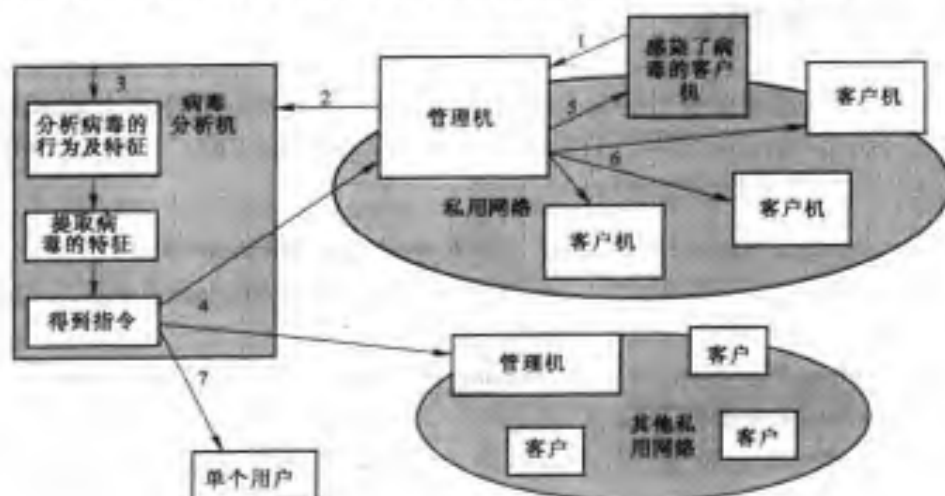 1
感染了病
毒的客户
机
3
病毒
分析机
2
管理机
客户机
分析病毒的
行为及特征
5
6
私用网络
客户机
客户机
提取病
毒的特征
得到指令
4
管理机
客户
7
其他私
用网络
客户
客户
单个用户